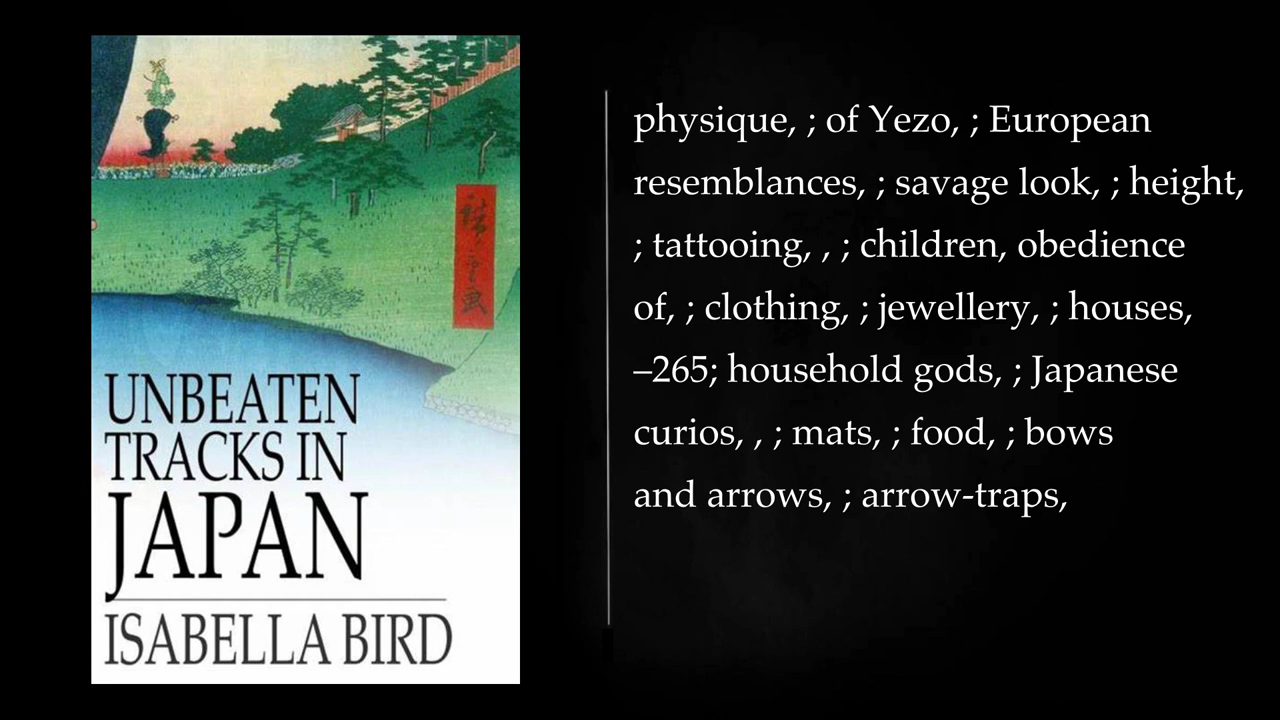 UNBEATEN
TRACKS IN
JAPAN
ISABELLA BIRD
physique, ; of Yezo, ; European
resemblances, ; savage look, ; height,
; tattooing, , ; children, obedience
of, ; clothing, ; jewellery, ; houses,
–265; household gods, ; Japanese
curios, , ; mats, ; food, ; bows
and arrows, ; arrow-traps,